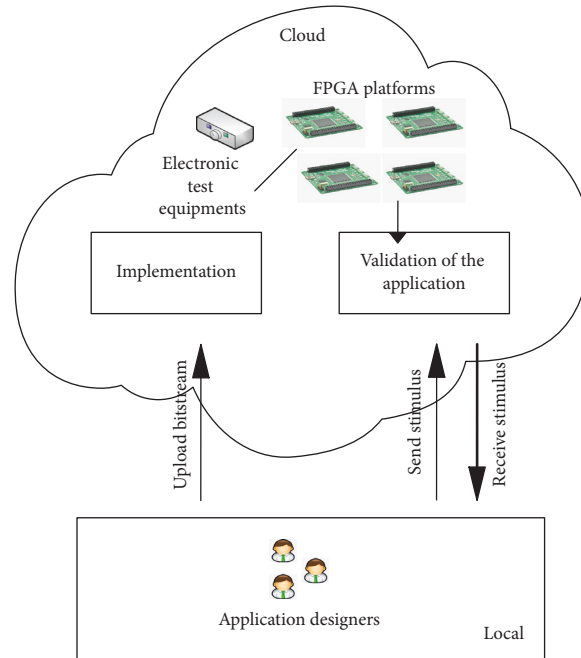 Cloud
FPGA platforms
Electronic
test
equipments
Implementation
Validation of the
application
Upload bitstream
Send stimulus
Receive stimulus
Application designers
Local